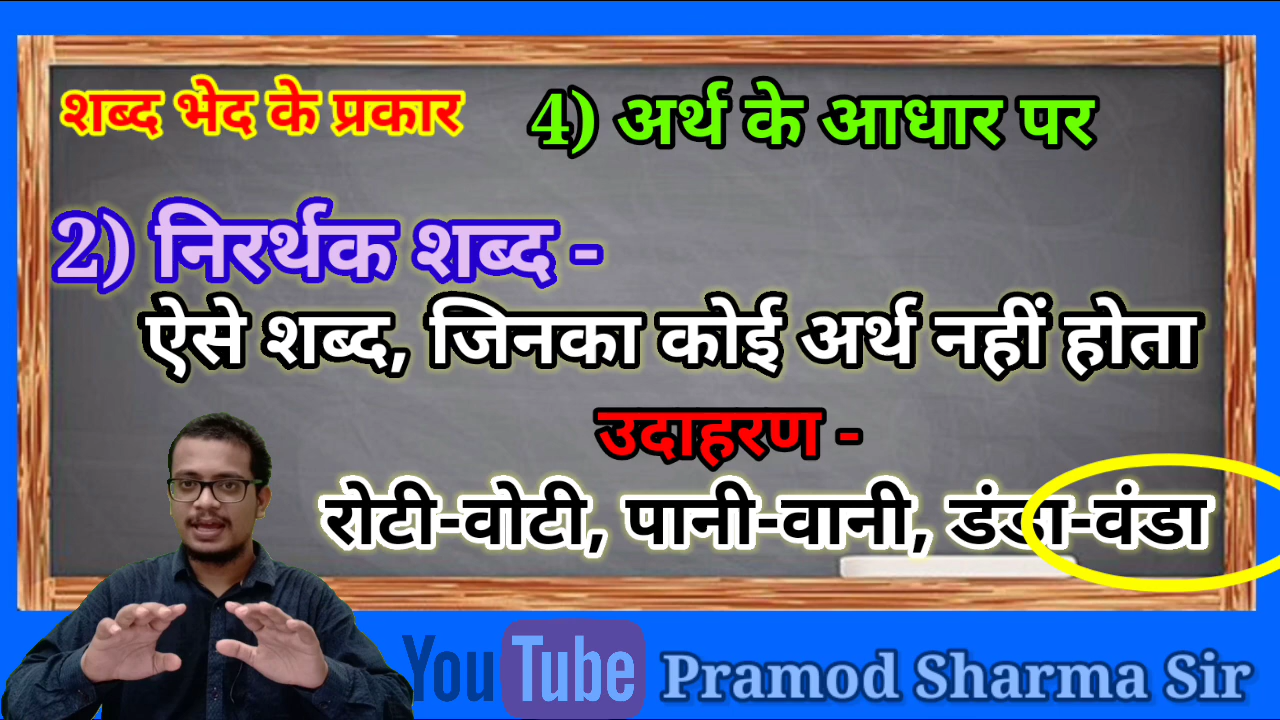 शब्द भेद के प्रकार
4) अर्थ के आधार पर
2) निरर्थक शब्द -
ऐसे शब्द, जिनका कोई अर्थ नहीं होता
उदाहरण -
रोटी-वोटी, पानी-वानी, डंडा-वंडा
YouTube Pramod Sharma Sir